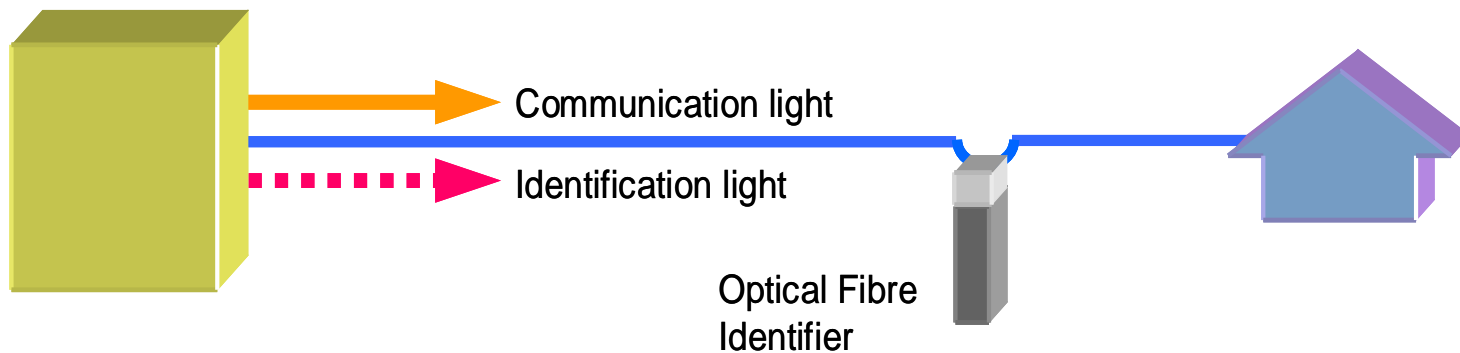 Communication light
Identification light
Optical Fibre
Identifier